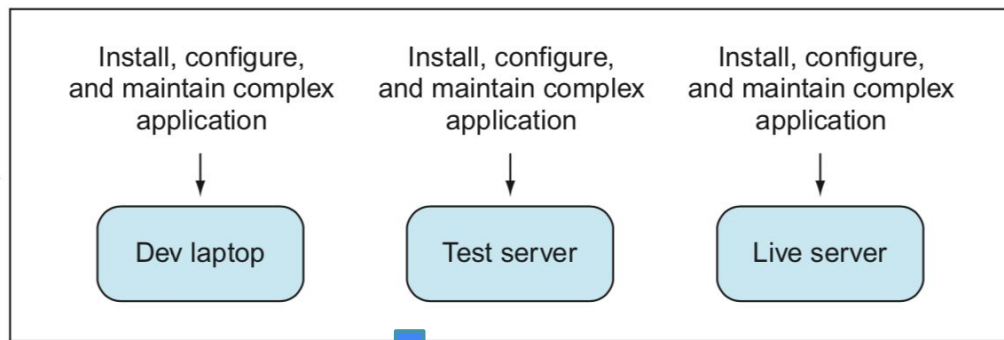 Install, configure,
and maintain complex
application
Install, configure,
and maintain complex
application
Install, configure,
and maintain complex
application
Dev laptop
Test server
Live server